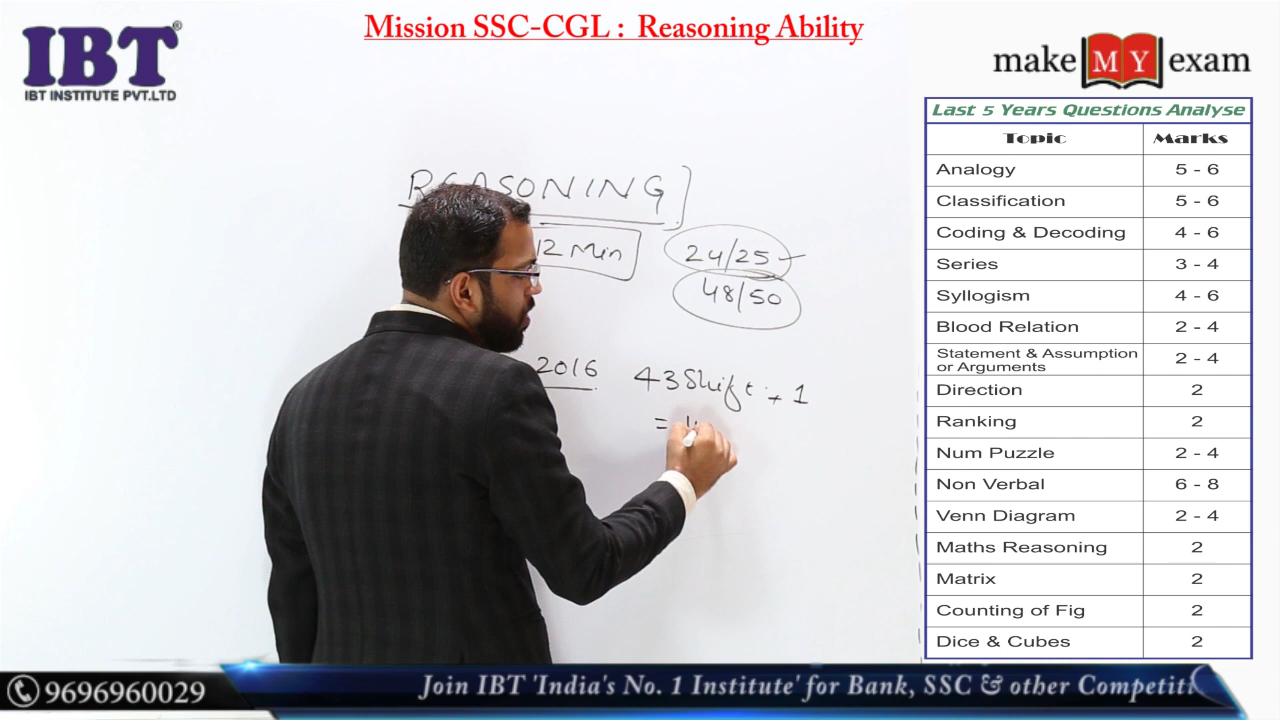 Mission SSC-CGL : Reasoning Ability
IBT®
IBT INSTITUTE PVT.LTD
make MY exam
REASONING]
12 Min
24/25
48/50
2016
43 Shift + 1
=
Last 5 Years Questions Analyse
Topic Marks
Analogy 5 - 6
Classification 5 - 6
Coding & Decoding 4 - 6
Series 3 - 4
Syllogism 4 - 6
Blood Relation 2 - 4
Statement & Assumption
or Arguments 2 - 4
Direction 2
Ranking 2
Num Puzzle 2 - 4
Non Verbal 6 - 8
Venn Diagram 2 - 4
Maths Reasoning 2
Matrix 2
Counting of Fig 2
Dice & Cubes 2
9696960029
Join IBT 'India's No. 1 Institute' for Bank, SSC & other Competiti